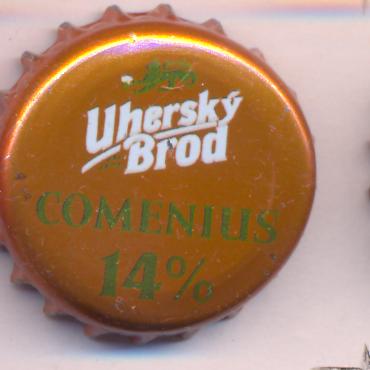 Uherský
Brod
COMENIUS
14%